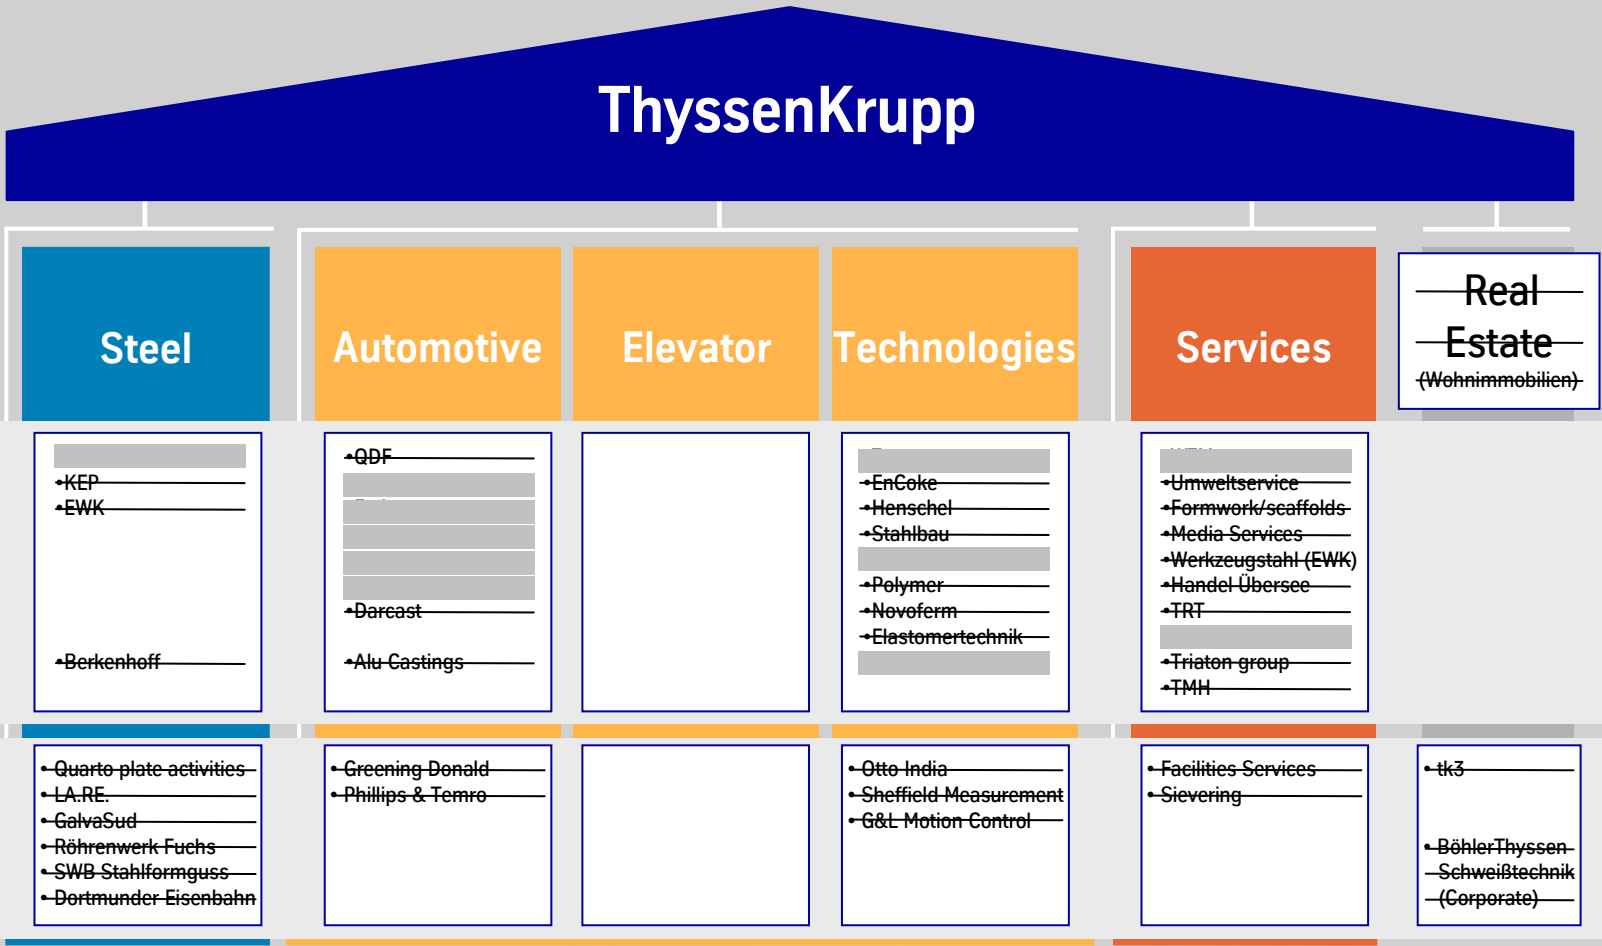 ThyssenKrupp
Steel
Automotive
Elevator
Technologies
Services
Real
Estate
(Wohnimmobilien)
•KEP
•EWK
•Berkenhoff
•QDF
•Darcast
•Alu Castings
•EnCoke
•Henschel
•Stahlbau
•Polymer
•Novoferm
•Elastomertechnik
•Umweltservice
•Formwork/scaffolds
•Media Services
•Werkzeugstahl (EWK)
•Handel Übersee
•TRT
•Triaton group
•TMH
• Quarto plate activities
• LA.RE.
• GalvaSud
• Röhrenwerk Fuchs
• SWB Stahlformguss
• Dortmunder Eisenbahn
• Greening Donald
• Phillips & Temro
• Otto India
• Sheffield Measurement
• G&L Motion Control
• Facilities Services
• Sievering
• tk3
• BöhlerThyssen
Schweißtechnik
(Corporate)